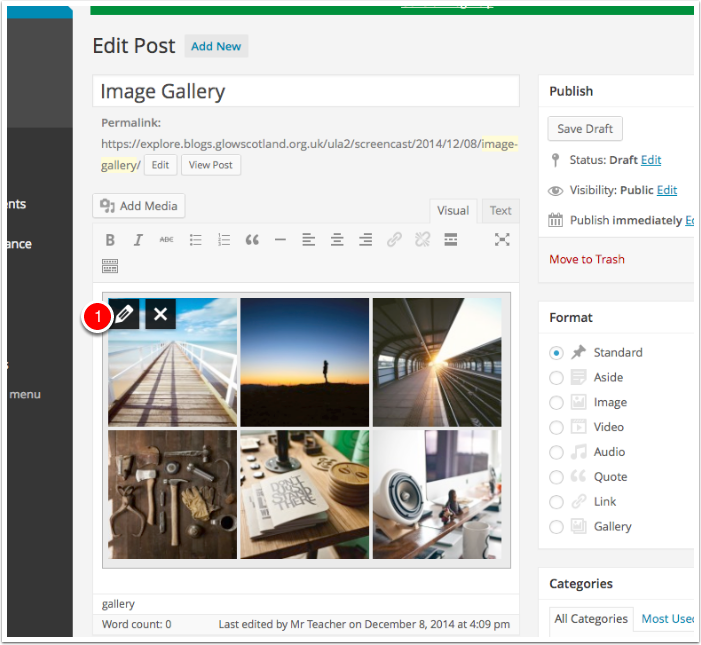 Edit Post Add New
Image Gallery
Permalink:
https://explore.blogs.glowscotland.org.uk/ula2/screencast/2014/12/08/image-
gallery/ Edit View Post
Add Media
Visual Text
B I ABC
1
gallery
Word count: 0 Last edited by Mr Teacher on December 8, 2014 at 4:09 pm
ents
ance
s
menu
Publish
Save Draft
Status: Draft Edit
Visibility: Public Edit
Publish immediately E
Move to Trash
Format
Standard
Aside
Image
Video
Audio
Quote
Link
Gallery
Categories
All Categories Most Used